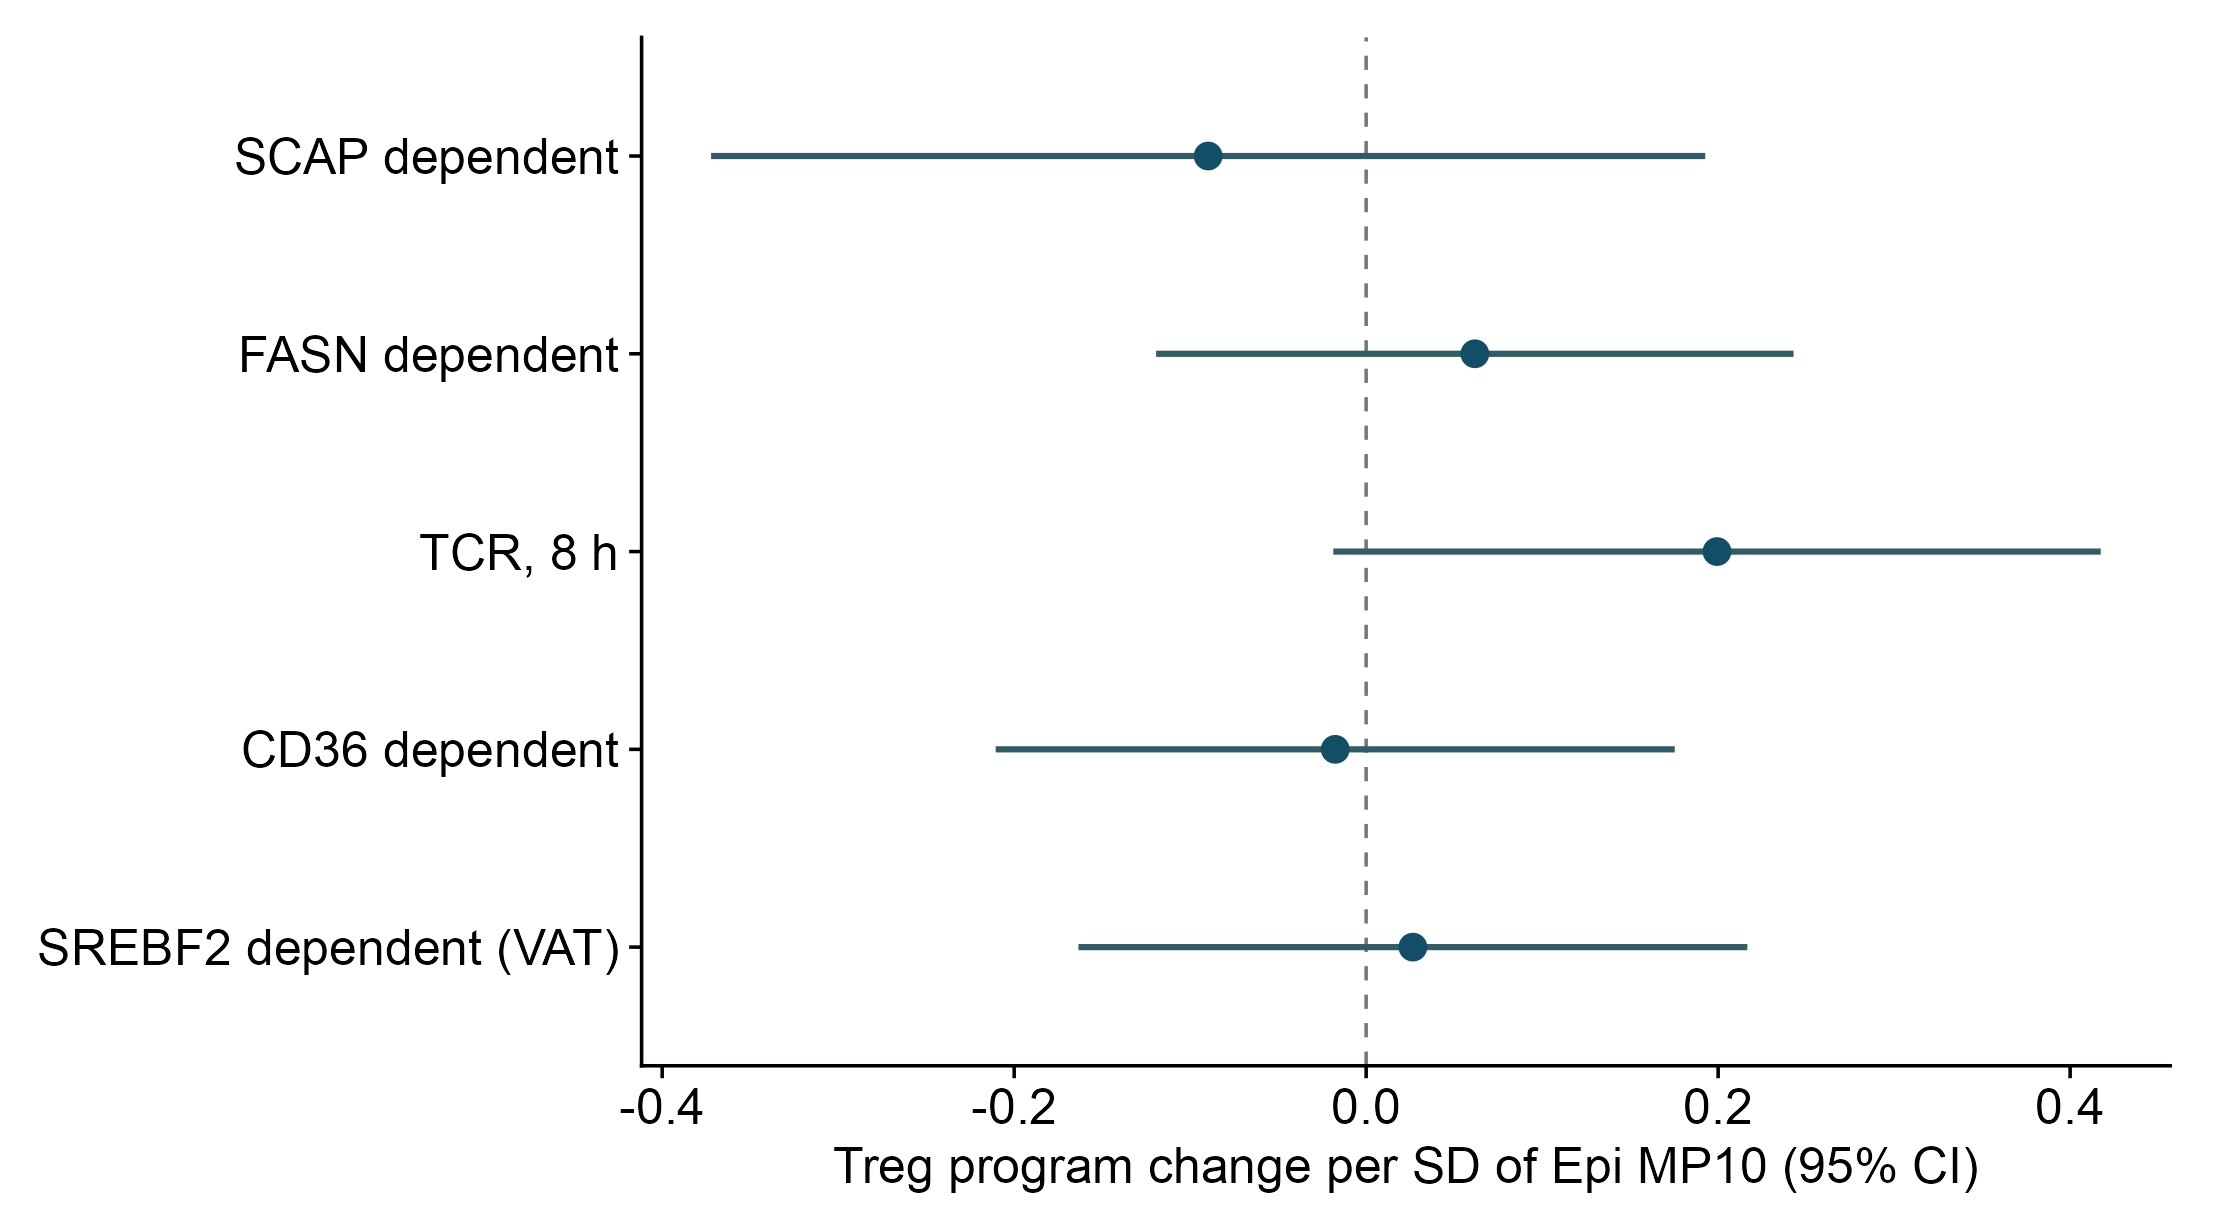 SCAP dependent
FASN dependent
TCR, 8 h
CD36 dependent
SREBF2 dependent (VAT)
-0.4 -0.2 0.0 0.2 0.4
Treg program change per SD of Epi MP10 (95% CI)